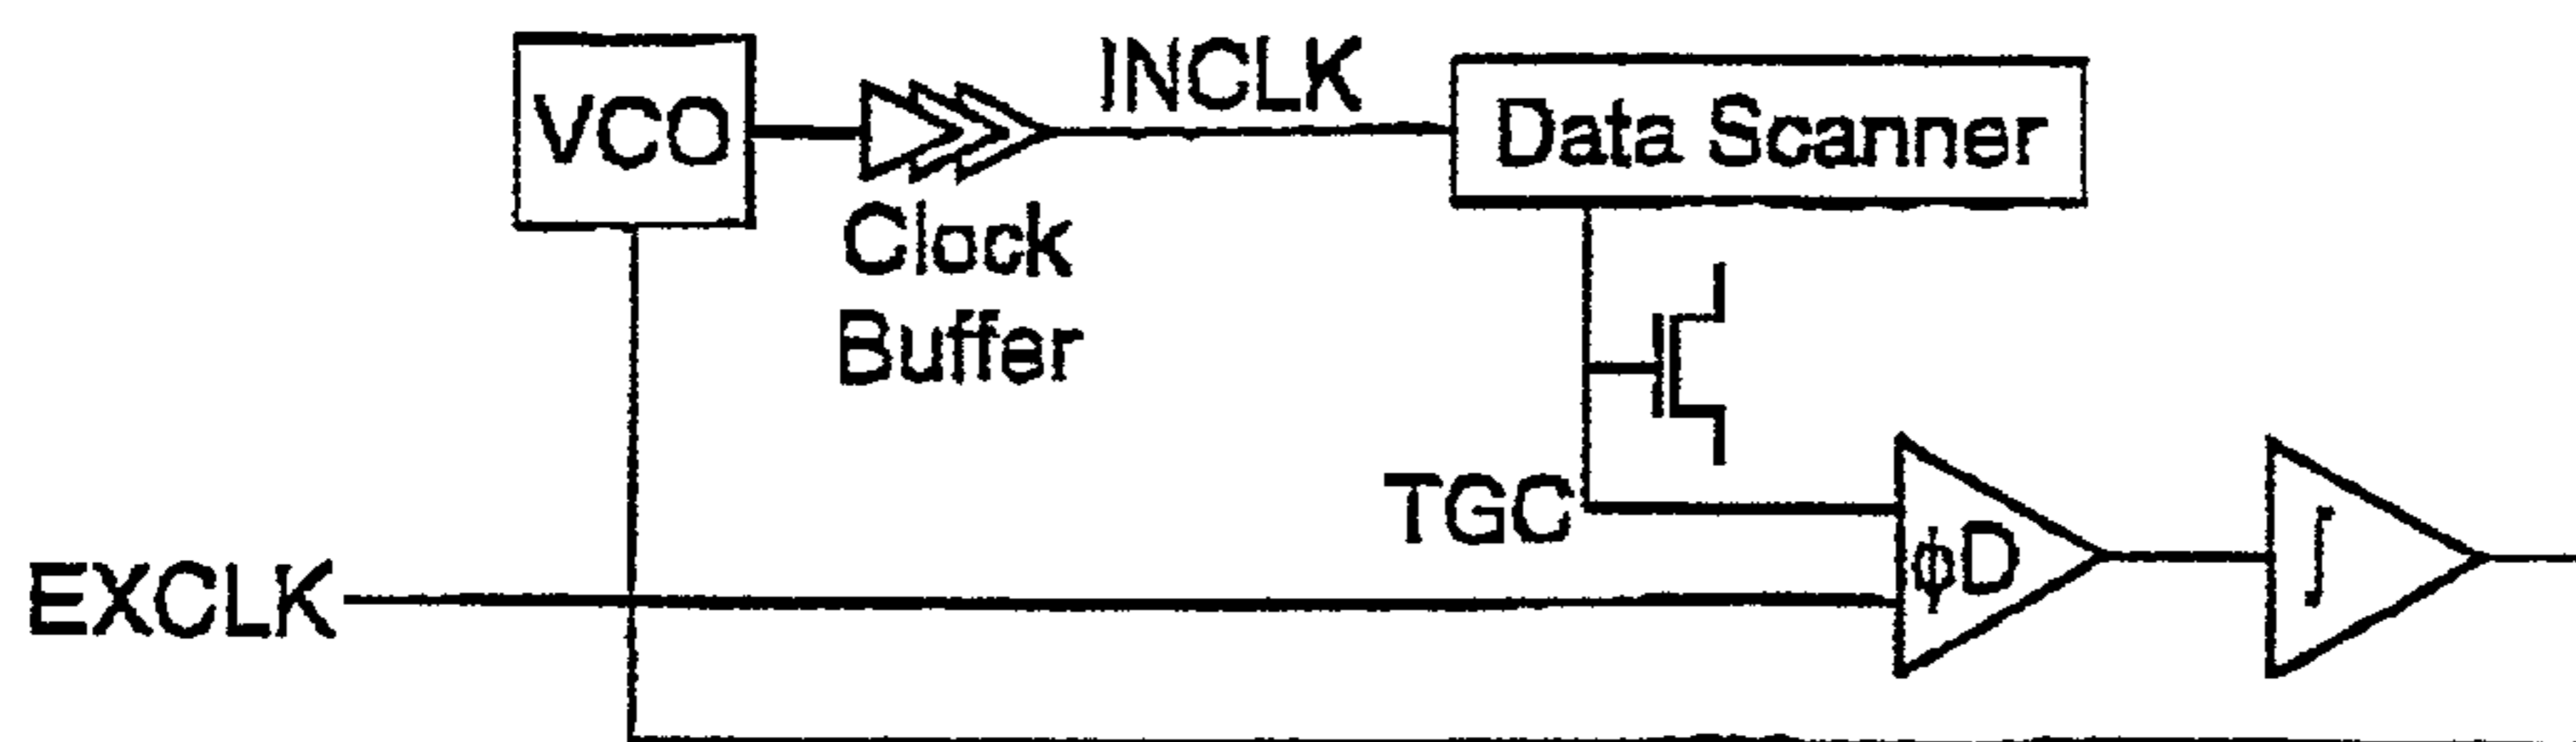 INCLK
VCO
Data Scanner
Clock
Buffer
TGC
ϕD
∫
EXCLK